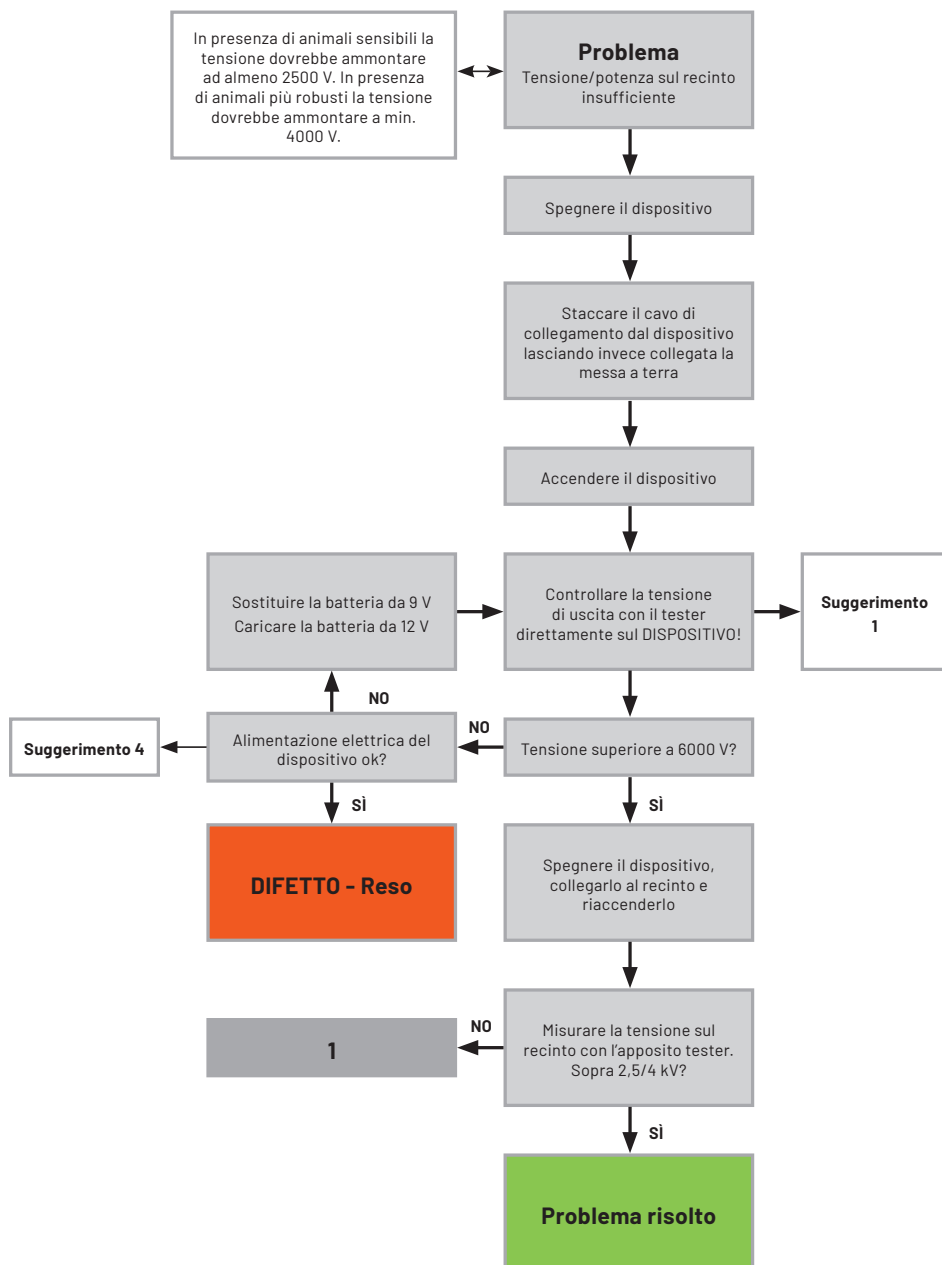 In presenza di animali sensibili la
tensione dovrebbe ammontare
ad almeno 2500 V. In presenza
di animali più robusti la tensione
dovrebbe ammontare a min.
4000 V.
Problema
Tensione/potenza sul recinto
insufficiente
Spegnere il dispositivo
Staccare il cavo di
collegamento dal dispositivo
lasciando invece collegata la
messa a terra
Accendere il dispositivo
Sostituire la batteria da 9 V
Caricare la batteria da 12 V
Controllare la tensione
di uscita con il tester
direttamente sul DISPOSITIVO!
Suggerimento
1
NO
Suggerimento 4
Alimentazione elettrica del
dispositivo ok?
NO
Tensione superiore a 6000 V?
SÌ
SÌ
DIFETTO - Reso
Spegnere il dispositivo,
collegarlo al recinto e
riaccenderlo
1
NO
Misurare la tensione sul
recinto con l'apposito tester.
Sopra 2,5/4 kV?
SÌ
Problema risolto